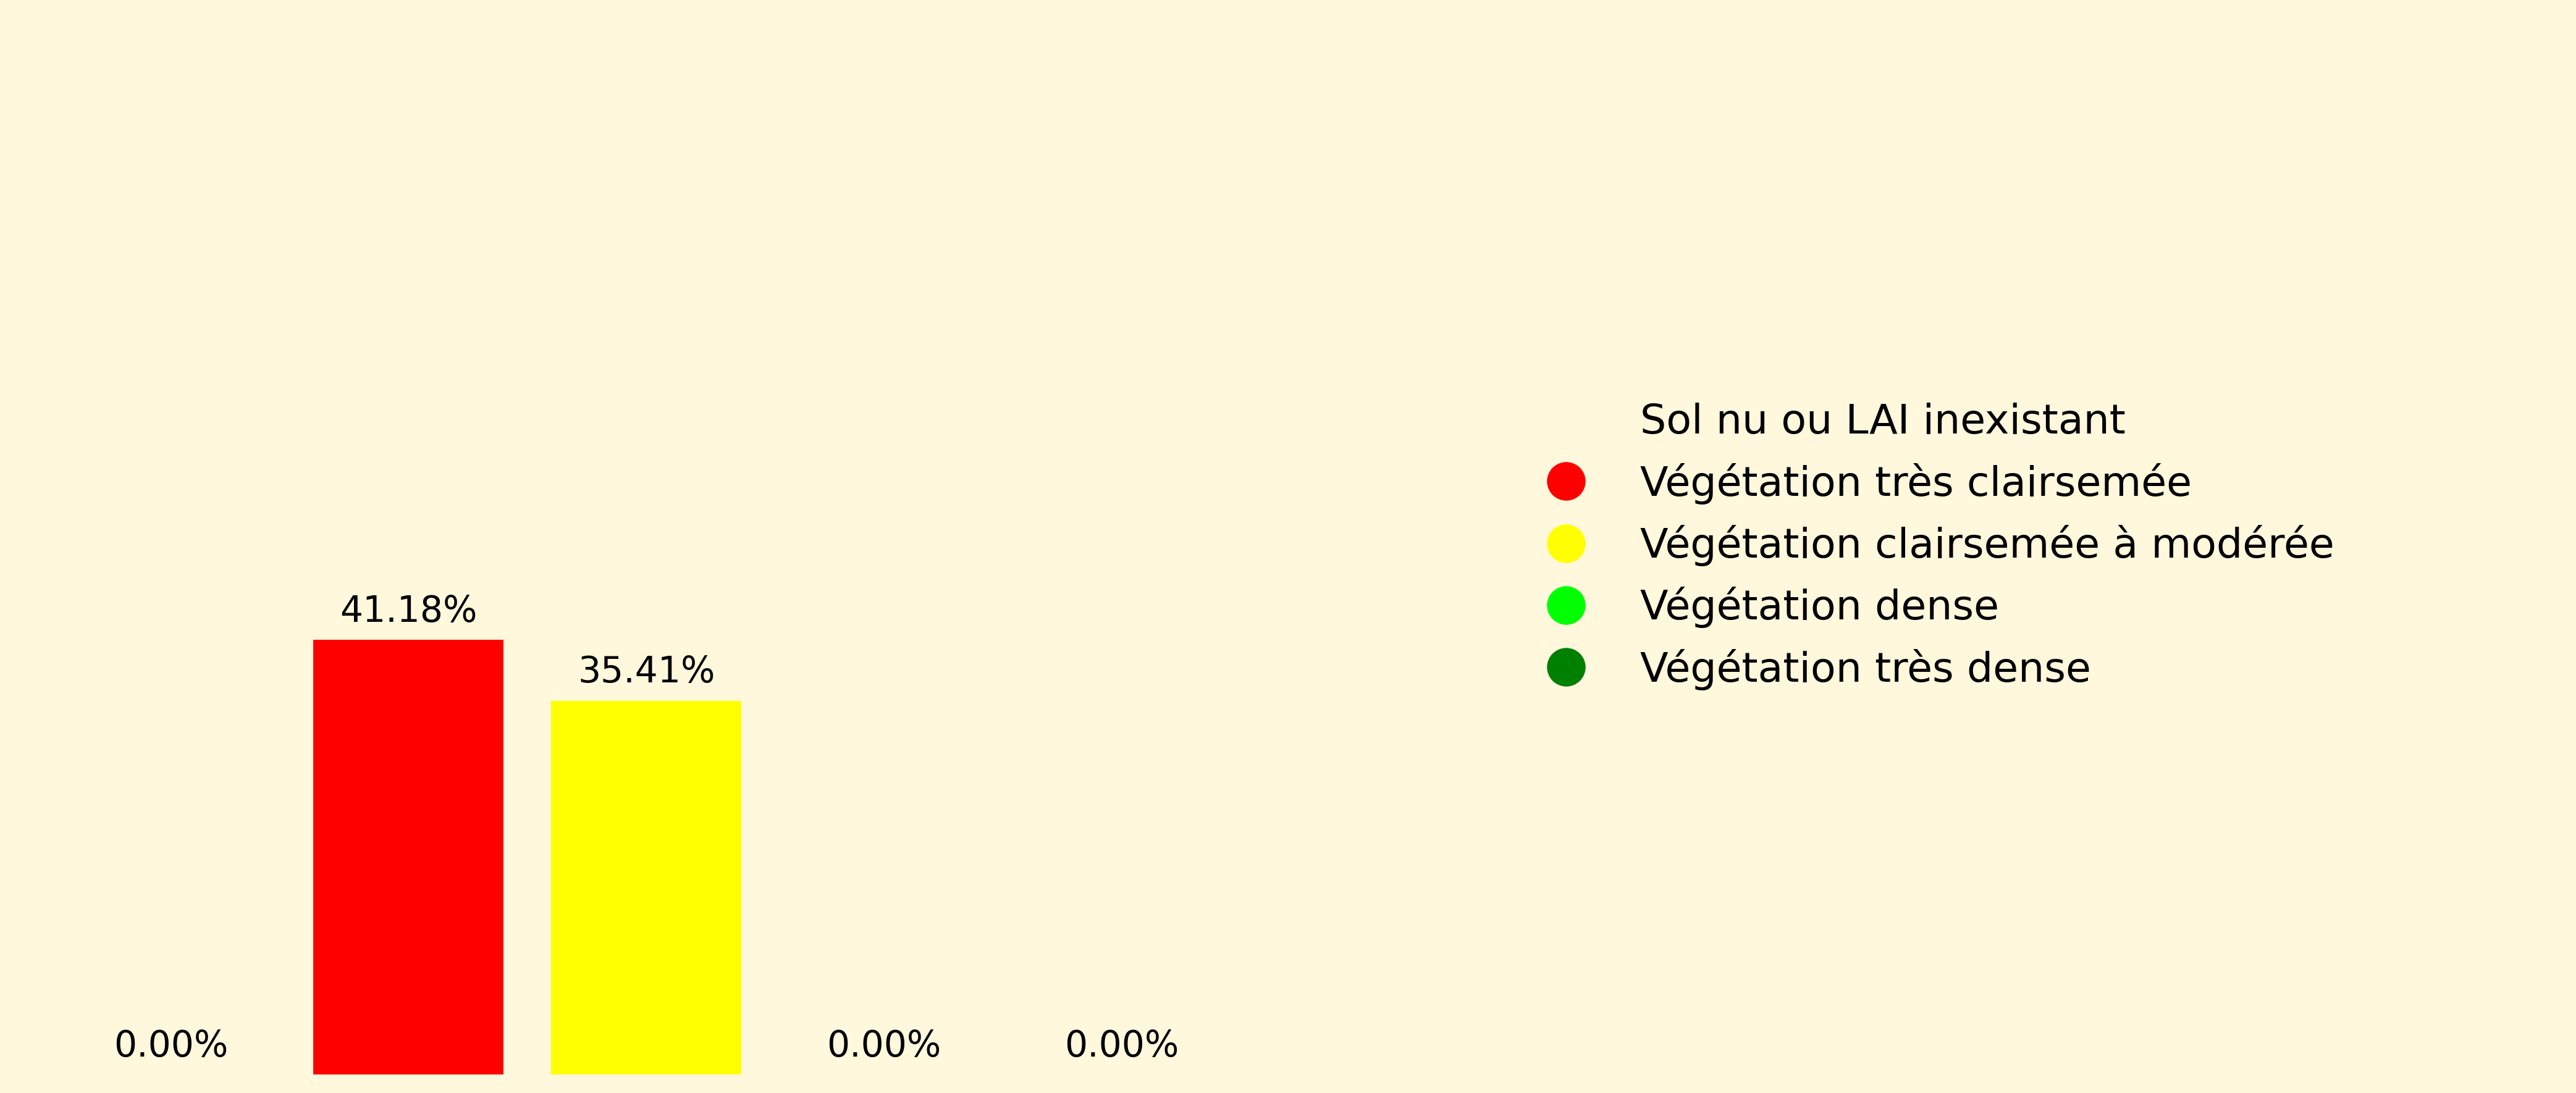 41.18%
35.41%
0.00%
0.00%
0.00%
Sol nu ou LAI inexistant
Végétation très clairsemée
Végétation clairsemée à modérée
Végétation dense
Végétation très dense